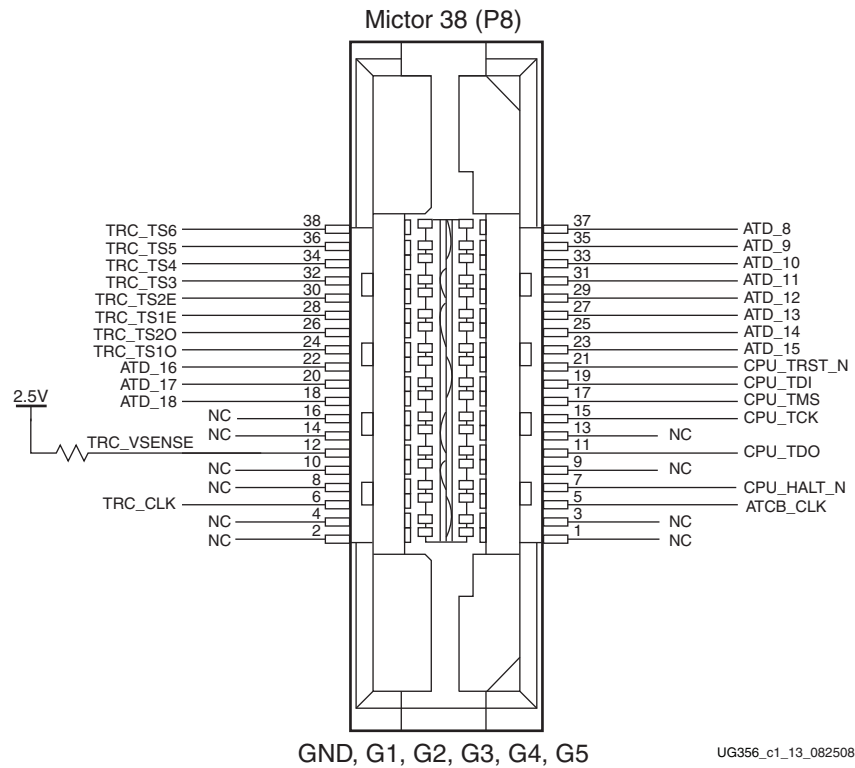 Mictor 38 (P8)
TRC_TS6 38 37 ATD_8
TRC_TS5 36 35 ATD_9
TRC_TS4 34 33 ATD_10
TRC_TS3 32 31 ATD_11
TRC_TS2E 30 29 ATD_12
TRC_TS1E 28 27 ATD_13
TRC_TS2O 26 25 ATD_14
TRC_TS1O 24 23 ATD_15
ATD_16 22 21 CPU_TRST_N
ATD_17 20 19 CPU_TDI
ATD_18 18 17 CPU_TMS
2.5V
NC 16 15 CPU_TCK
NC 14 13 NC
TRC_VSENSE 12 11 CPU_TDO
NC 10 9 NC
NC 8 7 CPU_HALT_N
TRC_CLK 6 5 ATCB_CLK
NC 4 3 NC
NC 2 1 NC
GND, G1, G2, G3, G4, G5
UG356_c1_13_082508